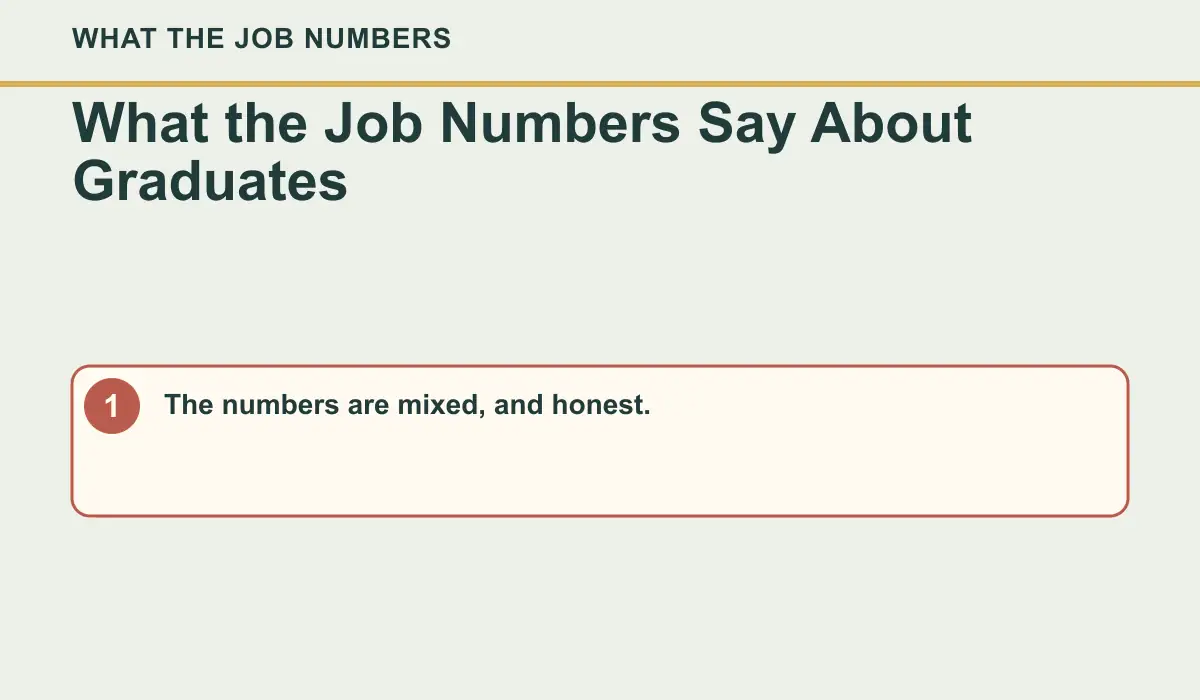 WHAT THE JOB NUMBERS
What the Job Numbers Say About
Graduates
1
The numbers are mixed, and honest.